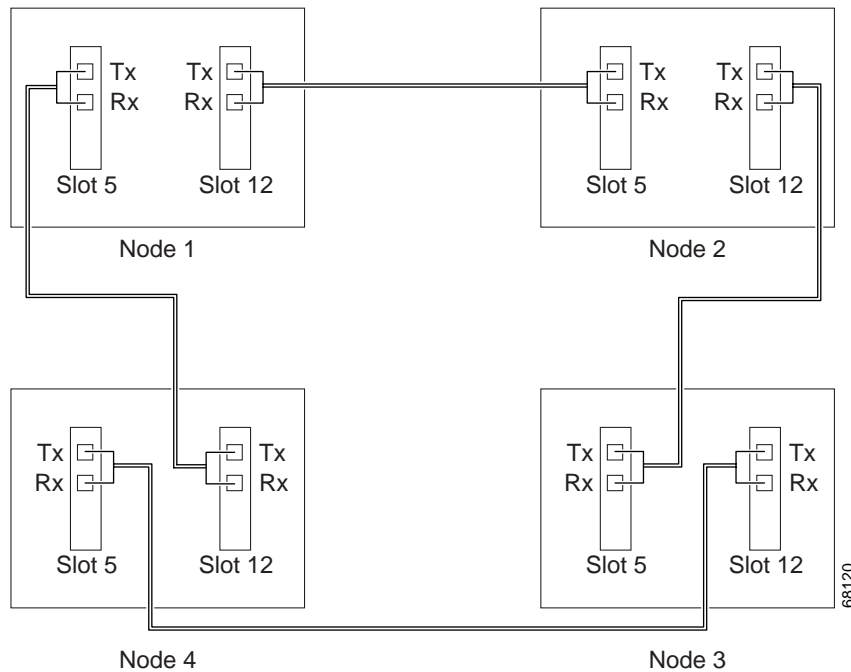 Tx Tx Tx Tx
Rx Rx Rx Rx
Slot 5 Slot 12 Slot 5 Slot 12
Node 1 Node 2
Tx Tx Tx Tx
Rx Rx Rx Rx
Slot 5 Slot 12 Slot 5 Slot 12
68120
Node 4 Node 3